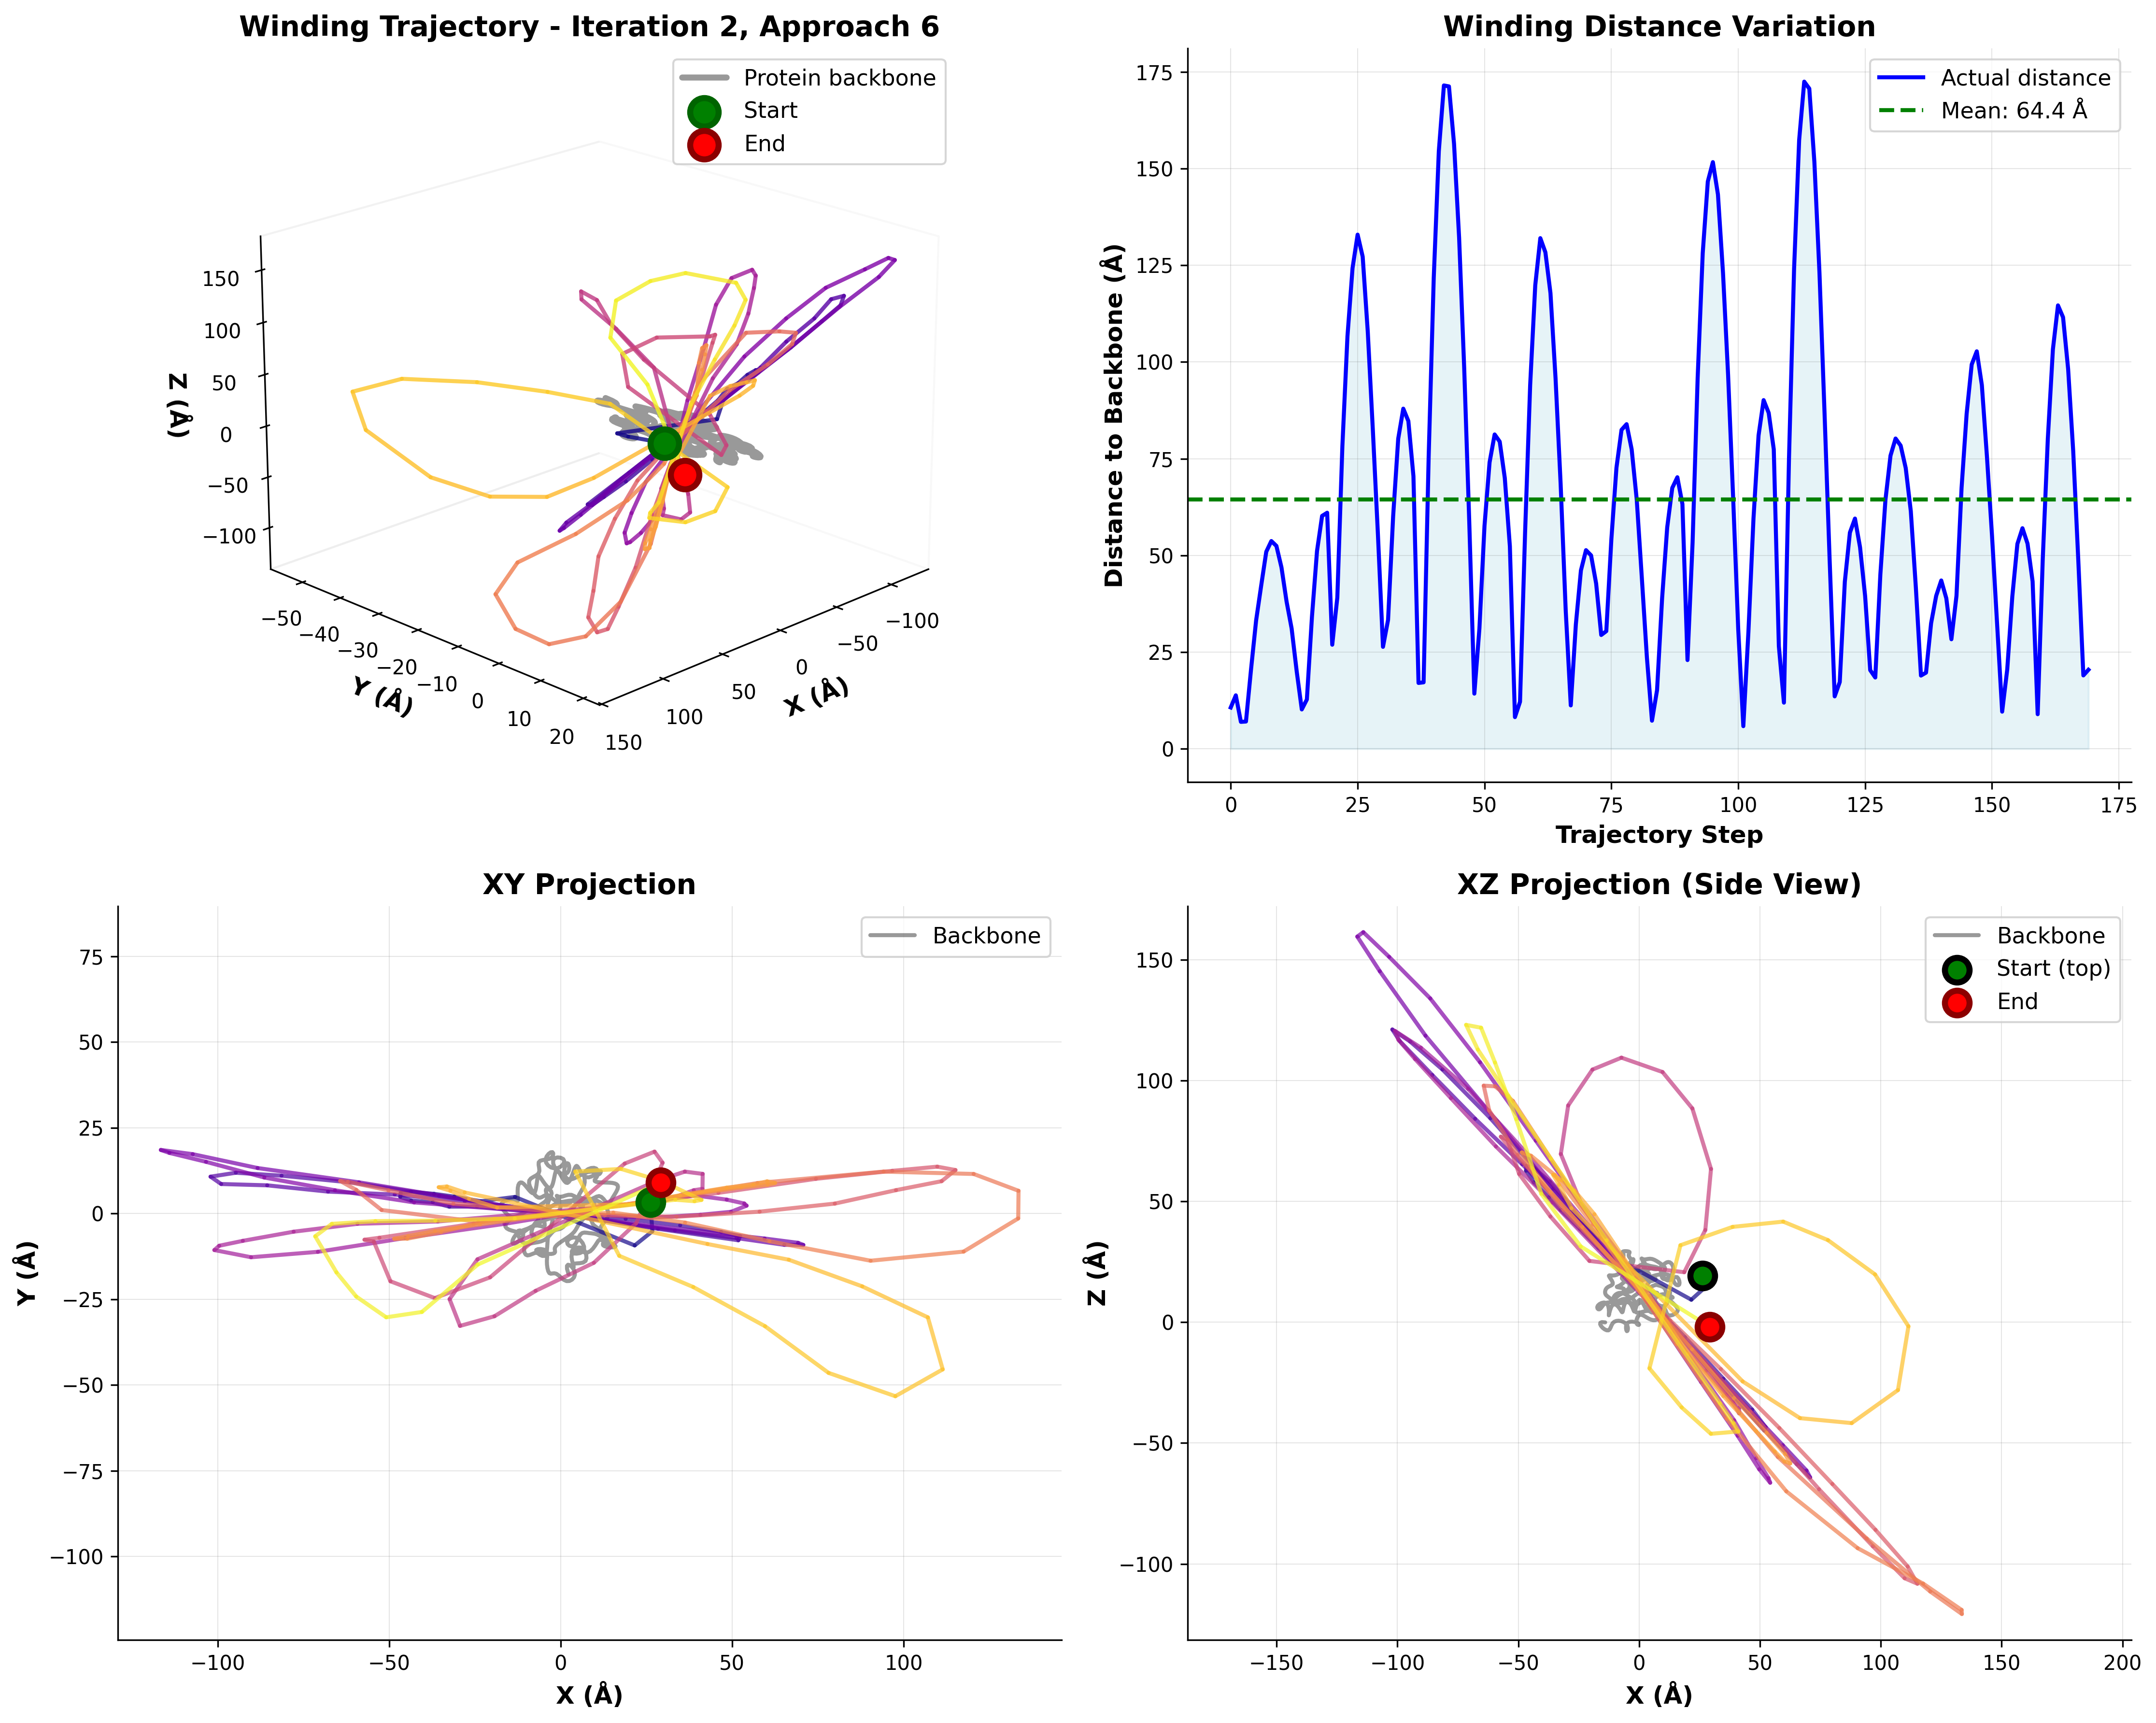 Winding Trajectory - Iteration 2, Approach 6
Protein backbone
Start
End
150
100
50
0
−50
−100
Z (Å)
−50
−40
−30
−20
−10
0
10
20
Y (Å)
−100
−50
0
50
100
150
X (Å)
Winding Distance Variation
Actual distance
Mean: 64.4 Å
175
150
125
100
75
50
25
0
Distance to Backbone (Å)
0 25 50 75 100 125 150 175
Trajectory Step
XY Projection
Backbone
75
50
25
0
−25
−50
−75
−100
Y (Å)
−100 −50 0 50 100
X (Å)
XZ Projection (Side View)
Backbone
Start (top)
End
150
100
50
0
−50
−100
Z (Å)
−150 −100 −50 0 50 100 150 200
X (Å)